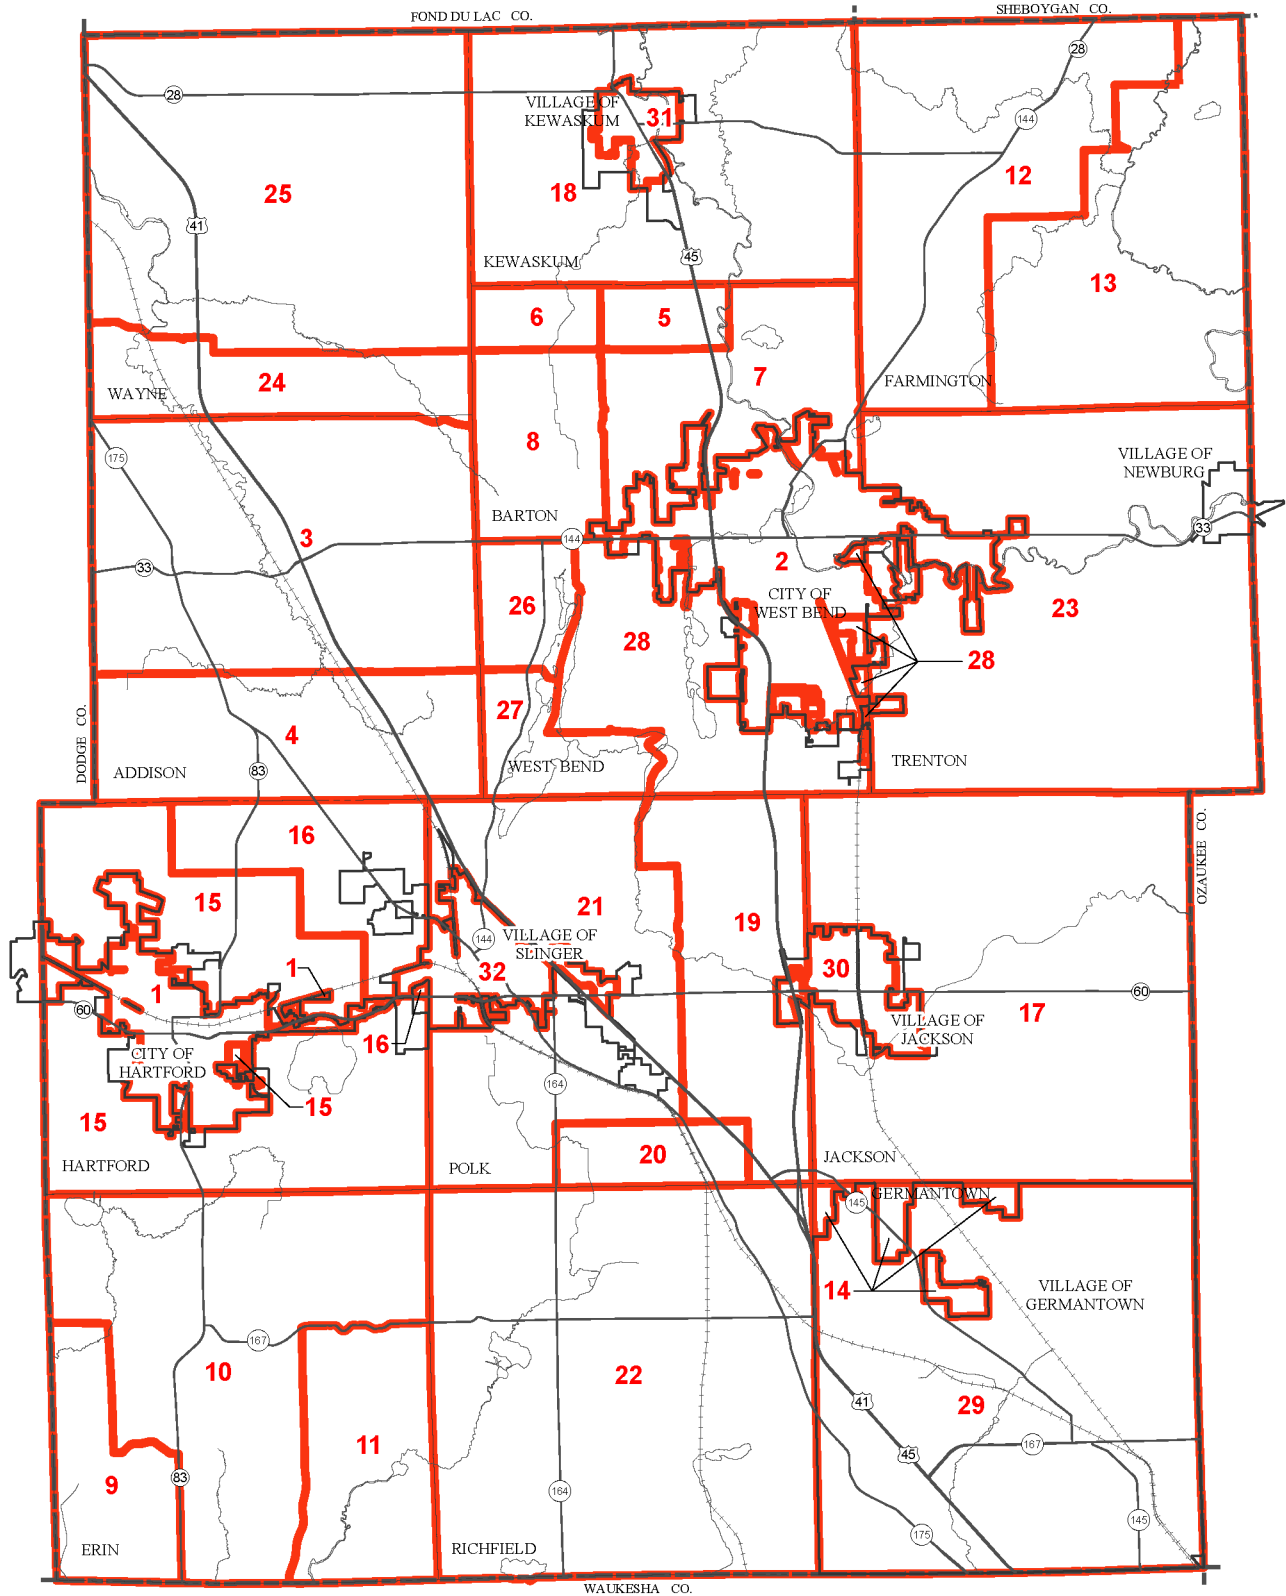 FOND DU LAC CO.
SHEBOYGAN CO.
28
28
VILLAGE OF
KEWASKUM
31
144
25
18
12
41
KEWASKUM
45
13
6
5
7
24
WAYNE
FARMINGTON
8
175
VILLAGE OF
NEWBURG
BARTON
33
3
144
33
2
26
CITY OF
WEST BEND
23
28
28
27
4
DODGE CO.
83
ADDISON
WEST BEND
TRENTON
16
OZAUKEE CO.
15
21
19
144
VILLAGE OF
SLINGER
1
32
30
1
60
60
17
VILLAGE OF
JACKSON
16
CITY OF
HARTFORD
164
15
15
20
HARTFORD
POLK
JACKSON
145
GERMANTOWN
14
VILLAGE OF
GERMANTOWN
167
10
22
41
29
11
45
167
9
83
164
145
175
ERIN
RICHFIELD
WAUKESHA CO.